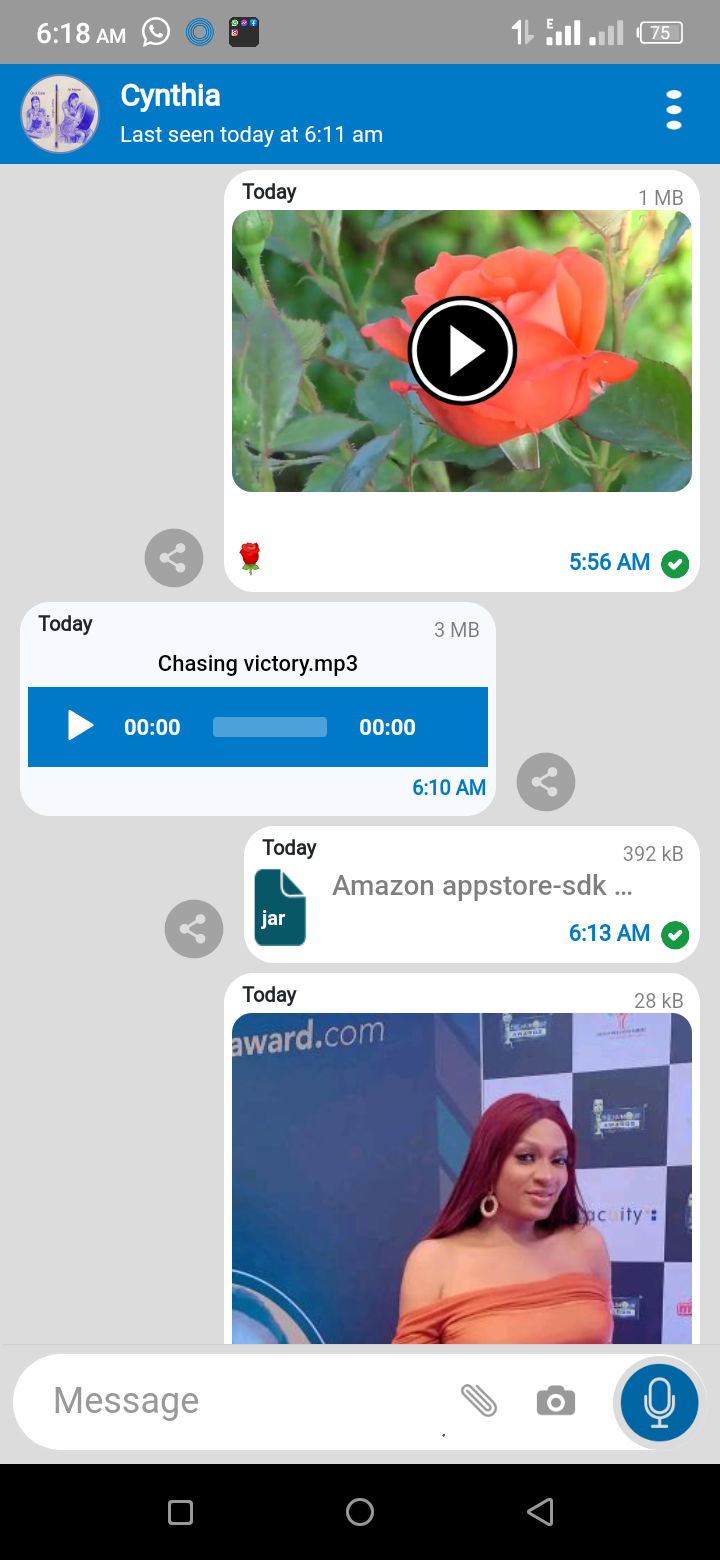 6:18 AM
E
75
Cynthia
Last seen today at 6:11 am
Today
1 MB
5:56 AM
Today
3 MB
Chasing victory.mp3
00:00
00:00
6:10 AM
Today
392 kB
Amazon appstore-sdk ...
jar
6:13 AM
Today
28 kB
award.com
AWARDS
Message